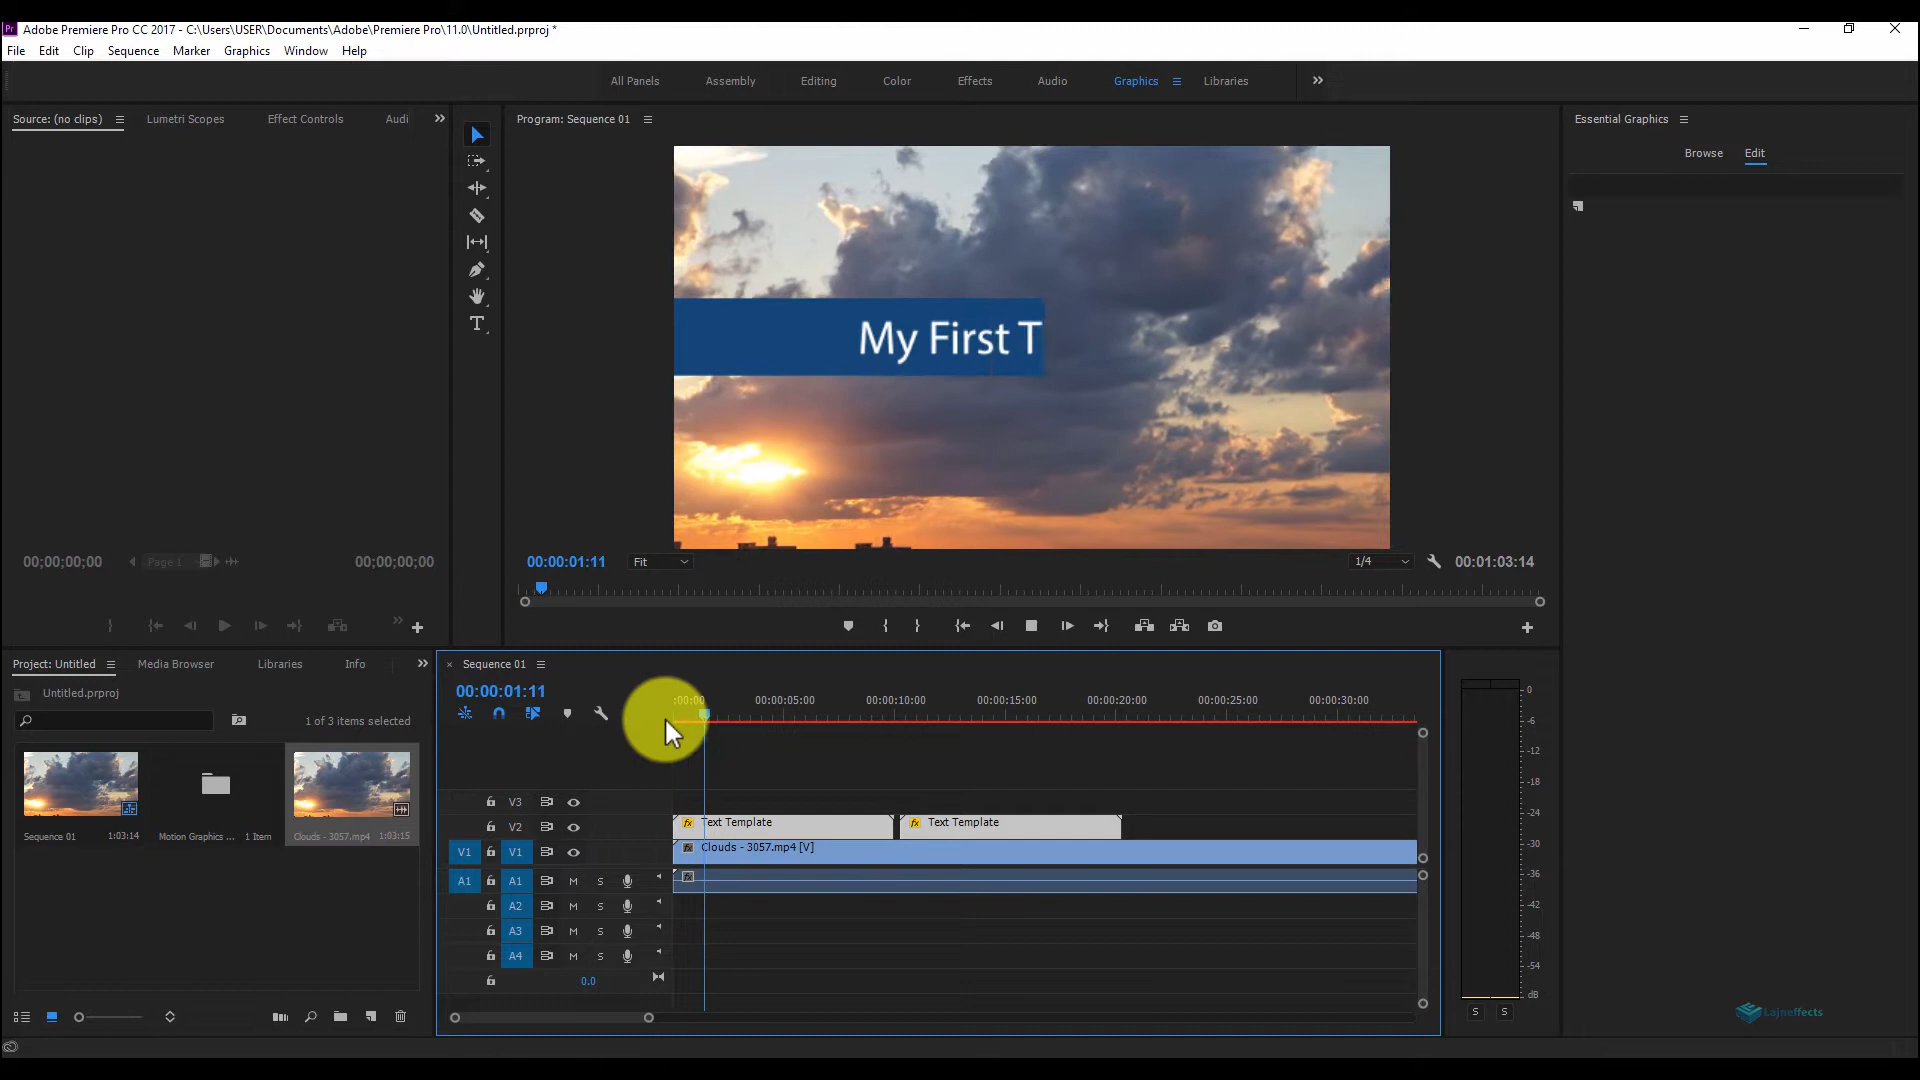 Pr Adobe Premiere Pro CC 2017 - C:\Users\USER\Documents\Adobe\Premiere Pro\11.0\Untitled.prproj *
File Edit Clip Sequence Marker Graphics Window Help
All Panels Assembly Editing Color Effects Audio Graphics Libraries
Source: (no clips) Lumetri Scopes Effect Controls Audi
Program: Sequence 01
Essential Graphics
Browse Edit
My First T
00;00;00;00 Page 1 00;00;00;00
00:00:01:11 Fit 1/4 00:01:03:14
Project: Untitled Media Browser Libraries Info
Untitled.prproj
1 of 3 items selected
Sequence 01 1:03:14 Motion Graphics ... 1 Item Clouds - 3057.mp4 1:03:15
Sequence 01
00:00:01:11
:00:00 00:00:05:00 00:00:10:00 00:00:15:00 00:00:20:00 00:00:25:00 00:00:30:00
V3
V2 fx Text Template fx Text Template
V1 V1 fx Clouds - 3057.mp4 [V]
A1 A1 M S fx
A2 M S
A3 M S
A4 M S
0.0
0
-6
-12
-18
-24
-30
-36
-42
-48
-54
dB
S S
Lajneffects